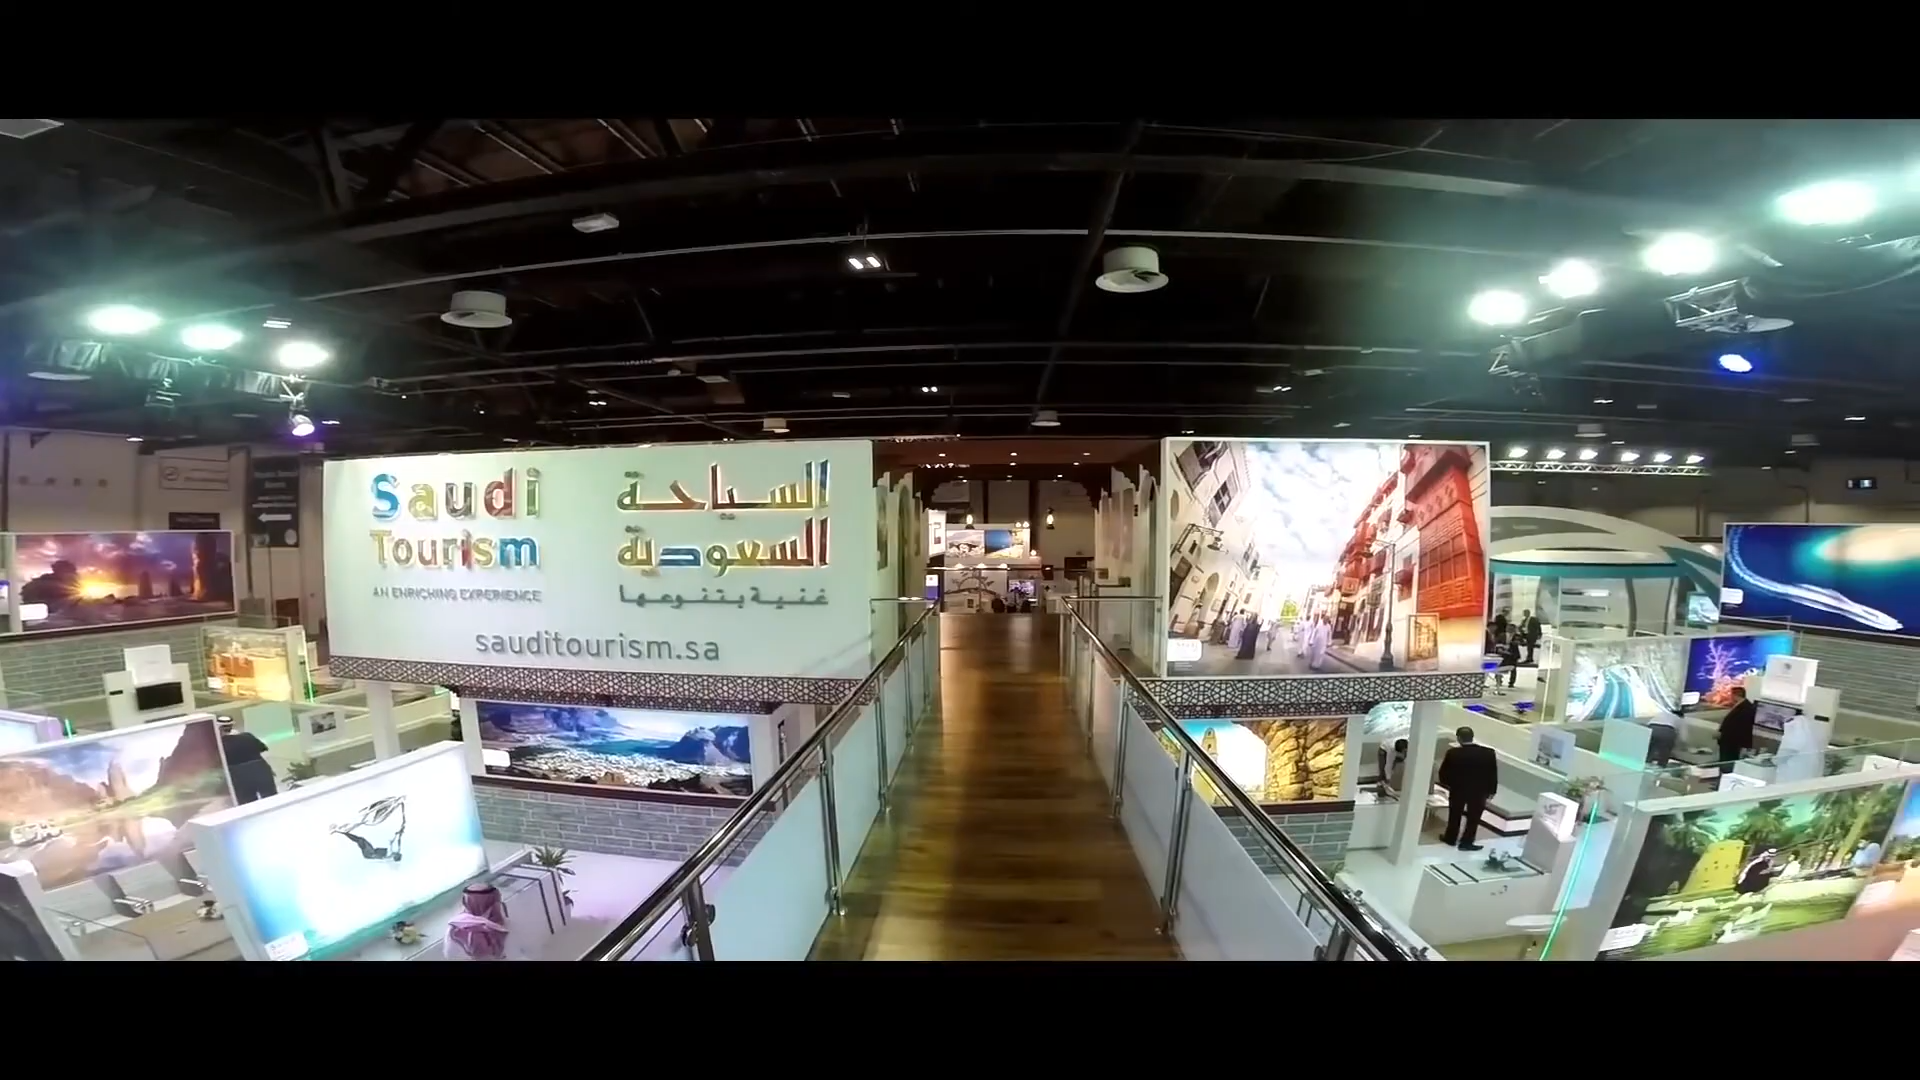 Saudi
Tourism
AN ENRICHING EXPERIENCE
السياحة
السعودية
غنية بتنوعها
sauditourism.sa